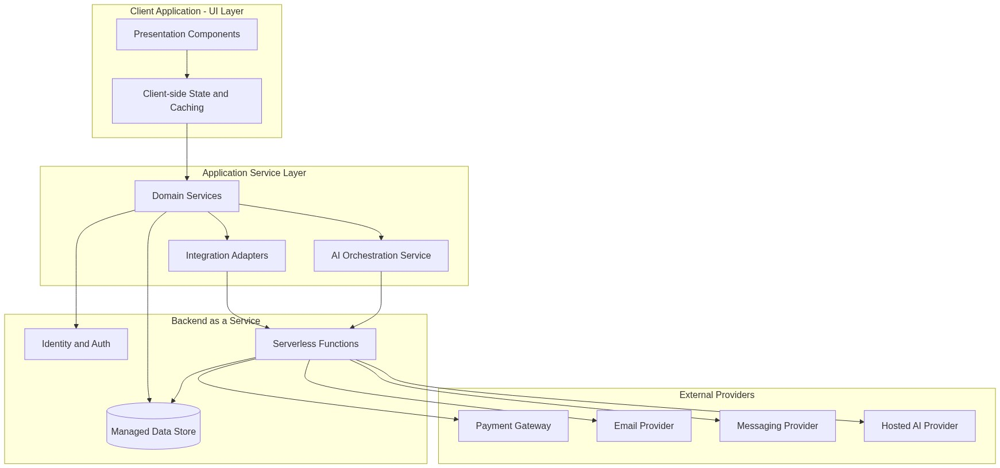 Client Application - UI Layer
Presentation Components
Client-side State and
Caching
Application Service Layer
Domain Services
Integration Adapters
AI Orchestration Service
Backend as a Service
Identity and Auth
Serverless Functions
Managed Data Store
External Providers
Payment Gateway
Email Provider
Messaging Provider
Hosted AI Provider